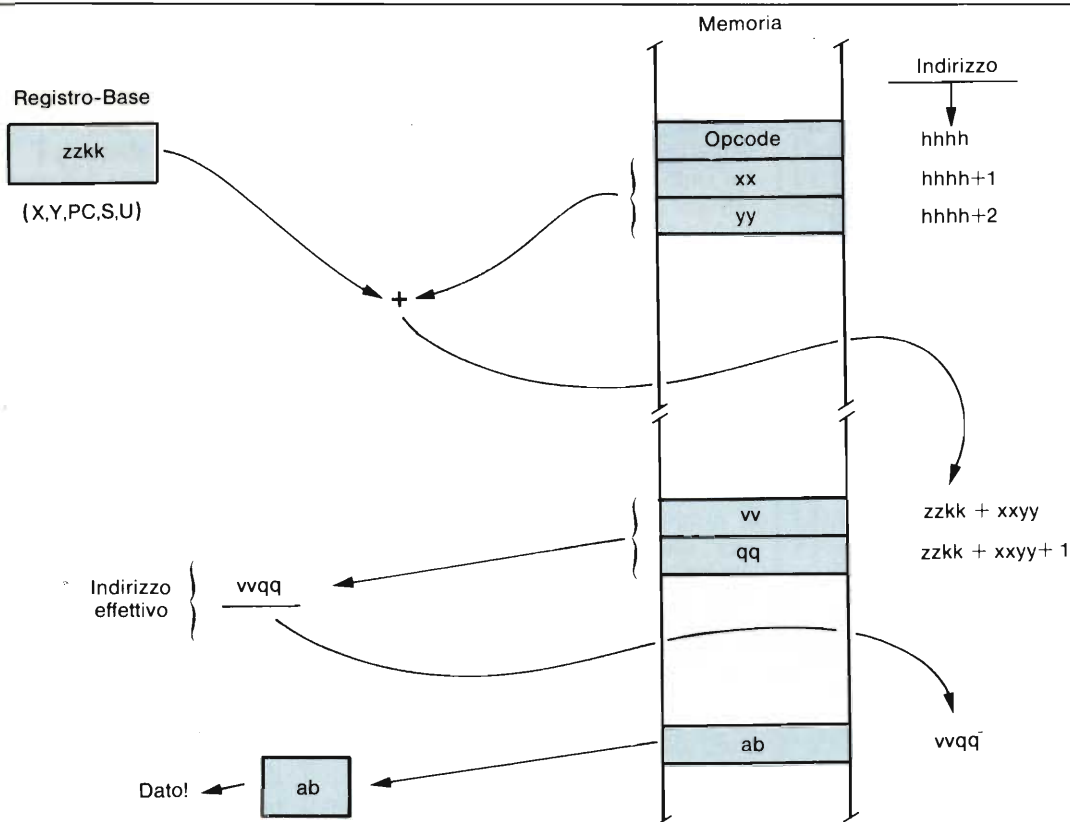 Memoria
Indirizzo
Registro-Base
zzkk
(X,Y,PC,S,U)
Opcode
hhhh
xx
hhhh+1
yy
hhhh+2
+
vv
zzkk + xxyy
qq
zzkk + xxyy+ 1
Indirizzo
effettivo
vvqq
ab
vvqq
Dato!
ab